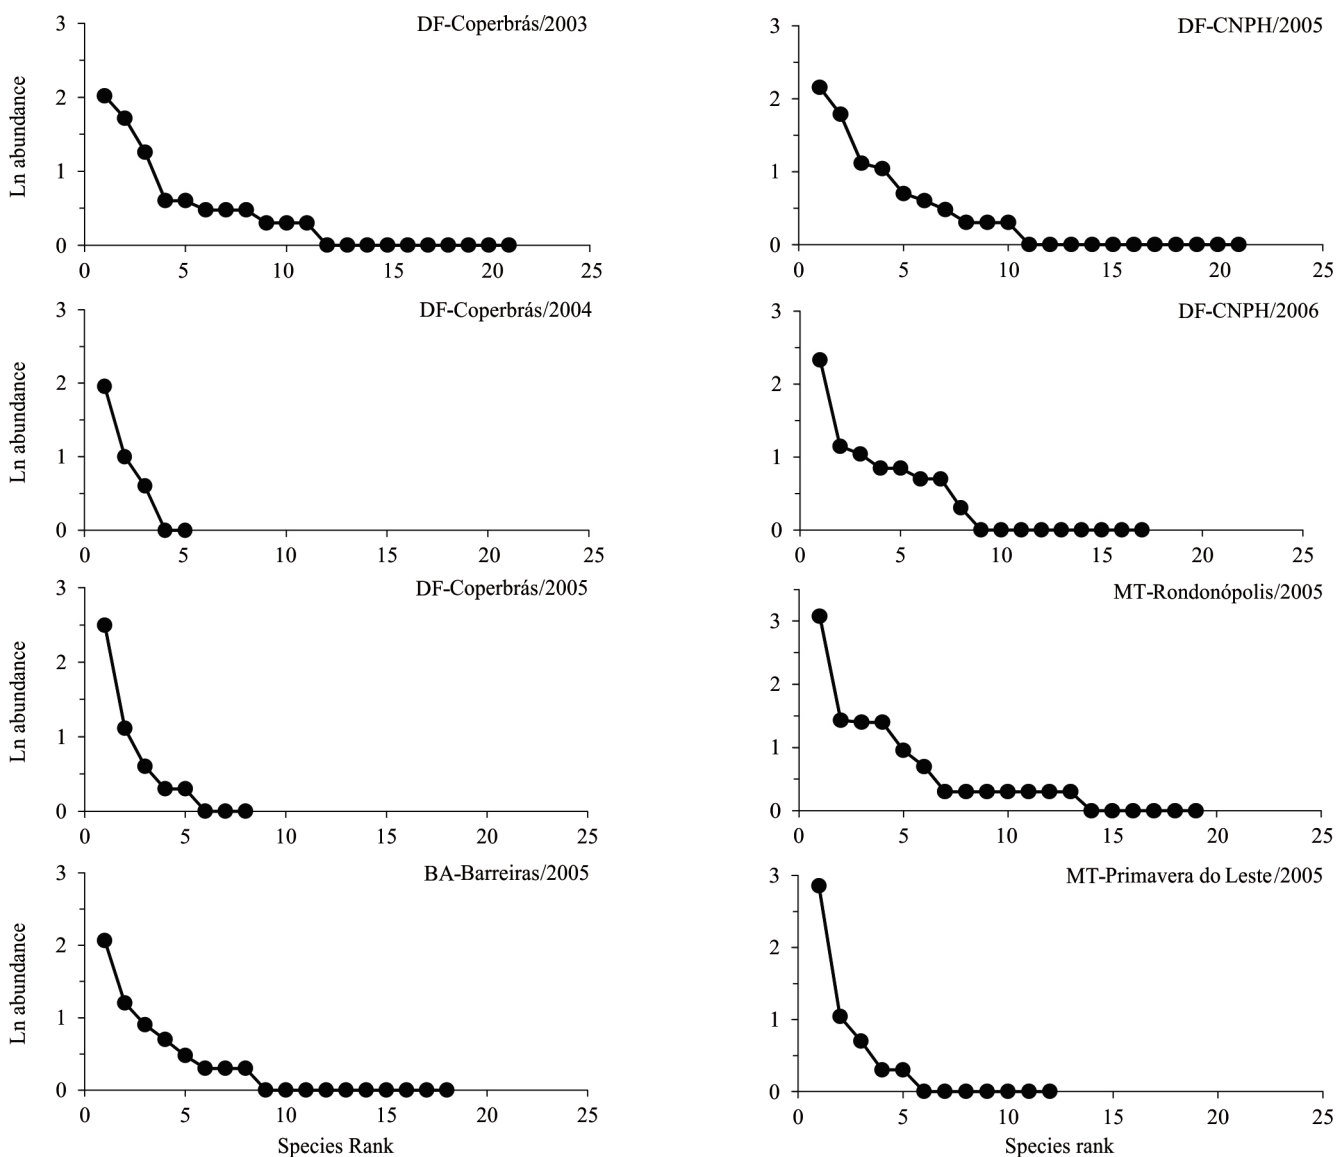 DF-Coperbrás/2003
Ln abundance
3
2
1
0
0 5 10 15 20 25
DF-CNPH/2005
3
2
1
0
0 5 10 15 20 25
DF-Coperbrás/2004
Ln abundance
3
2
1
0
0 5 10 15 20 25
DF-CNPH/2006
3
2
1
0
0 5 10 15 20 25
DF-Coperbrás/2005
Ln abundance
3
2
1
0
0 5 10 15 20 25
MT-Rondonópolis/2005
3
2
1
0
0 5 10 15 20 25
BA-Barreiras/2005
Ln abundance
3
2
1
0
0 5 10 15 20 25
Species Rank
MT-Primavera do Leste/2005
3
2
1
0
0 5 10 15 20 25
Species rank